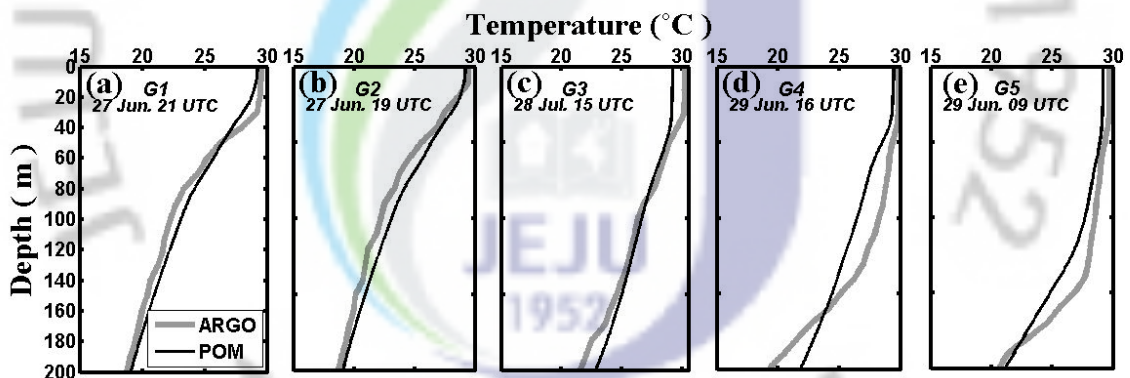 Temperature (°C)
15 20 25 30 15 20 25 30 15 20 25 30 15 20 25 30 15 20 25 30
(a) G1
27 Jun. 21 UTC
(b) G2
27 Jun. 19 UTC
(c) G3
28 Jul. 15 UTC
(d) G4
29 Jun. 16 UTC
(e) G5
29 Jun. 09 UTC
Depth ( m )
0
20
40
60
80
100
120
140
160
180
200
ARGO
POM
JEJU
1952
1952